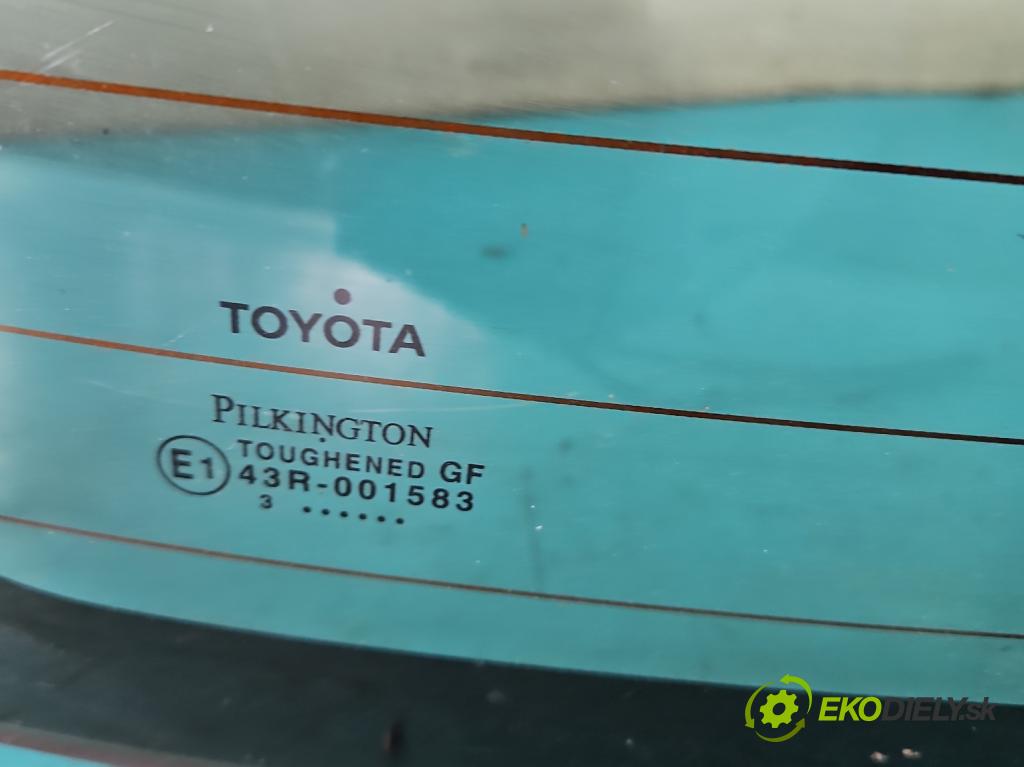 TOYOTA
PILKINGTON
TOUGHENED GF
E1 43R-001583
3 ......
EKODIELY.sk